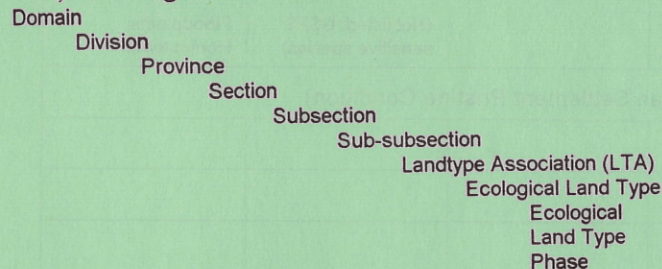 Domain
Division
Province
Section
Subsection
Sub-subsection
Landtype Association (LTA)
Ecological Land Type
Ecological
Land Type
Phase